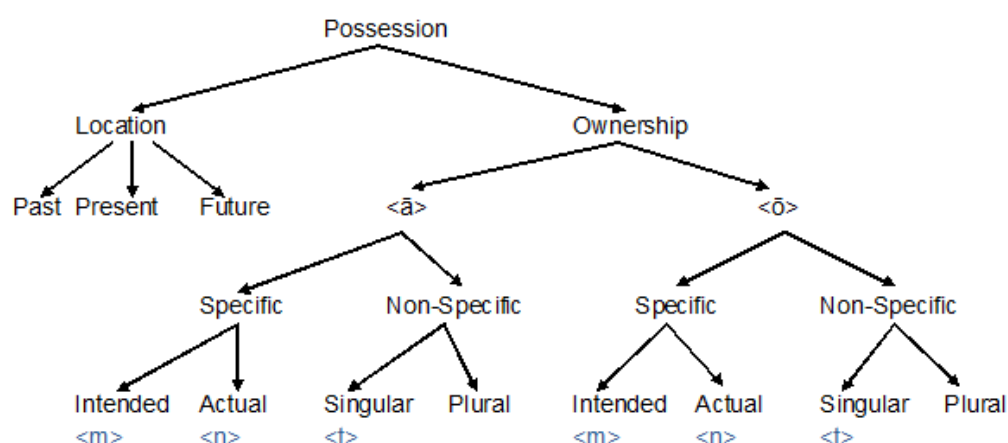 Possession
Location Ownership
Past Present Future <ā> <ō>
Specific Non-Specific Specific Non-Specific
Intended Actual Singular Plural Intended Actual Singular Plural
<m> <n> <t> <m> <n> <t>